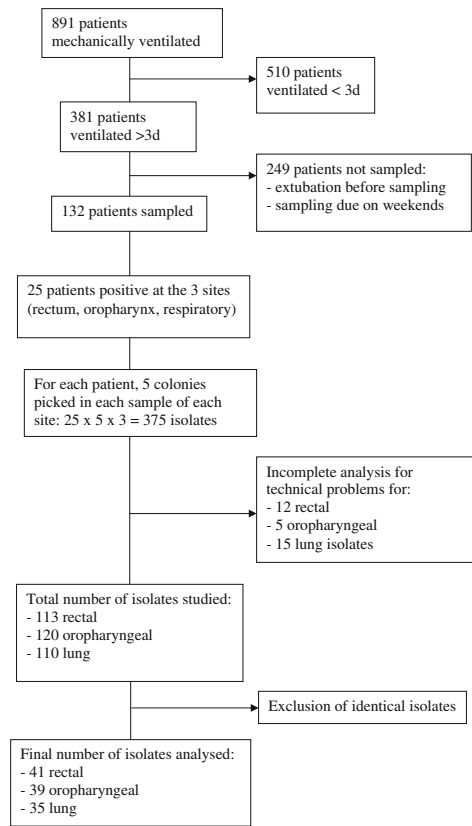 891 patients
mechanically ventilated
510 patients
ventilated < 3d
381 patients
ventilated >3d
249 patients not sampled:
- extubation before sampling
- sampling due on weekends
132 patients sampled
25 patients positive at the 3 sites
(rectum, oropharynx, respiratory)
For each patient, 5 colonies
picked in each sample of each
site: 25 x 5 x 3 = 375 isolates
Incomplete analysis for
technical problems for:
- 12 rectal
- 5 oropharyngeal
- 15 lung isolates
Total number of isolates studied:
- 113 rectal
- 120 oropharyngeal
- 110 lung
Exclusion of identical isolates
Final number of isolates analysed:
- 41 rectal
- 39 oropharyngeal
- 35 lung